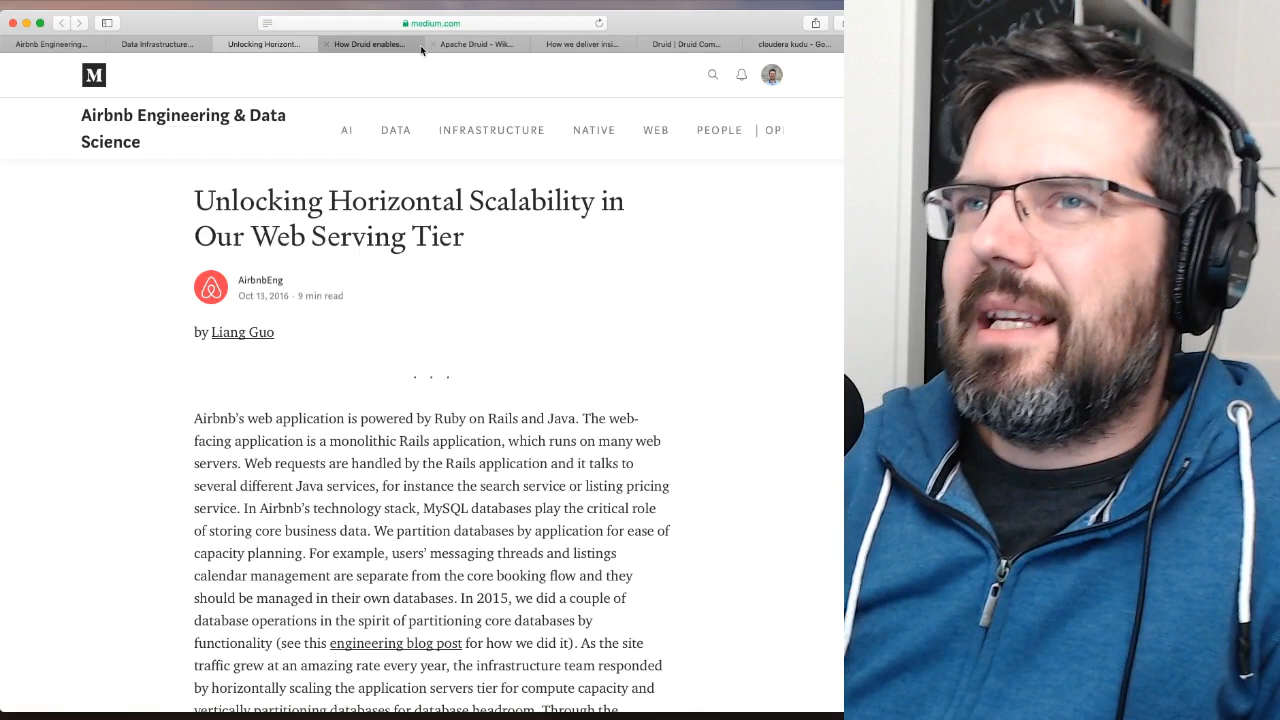 medium.com
Airbnb Engineering...
Data Infrastructure...
Unlocking Horizont...
How Druid enables...
Apache Druid - Wik...
How we deliver insi...
Druid | Druid Com...
cloudera kudu - Go...
M
Airbnb Engineering & Data
Science
AI
DATA
INFRASTRUCTURE
NATIVE
WEB
PEOPLE
| OP
Unlocking Horizontal Scalability in
Our Web Serving Tier
AirbnbEng
Oct 13, 2016 · 9 min read
by Liang Guo
. . .
Airbnb’s web application is powered by Ruby on Rails and Java. The web-
facing application is a monolithic Rails application, which runs on many web
servers. Web requests are handled by the Rails application and it talks to
several different Java services, for instance the search service or listing pricing
service. In Airbnb’s technology stack, MySQL databases play the critical role
of storing core business data. We partition databases by application for ease of
capacity planning. For example, users’ messaging threads and listings
calendar management are separate from the core booking flow and they
should be managed in their own databases. In 2015, we did a couple of
database operations in the spirit of partitioning core databases by
functionality (see this engineering blog post for how we did it). As the site
traffic grew at an amazing rate every year, the infrastructure team responded
by horizontally scaling the application servers tier for compute capacity and
vertically partitioning databases for database headroom. Through the